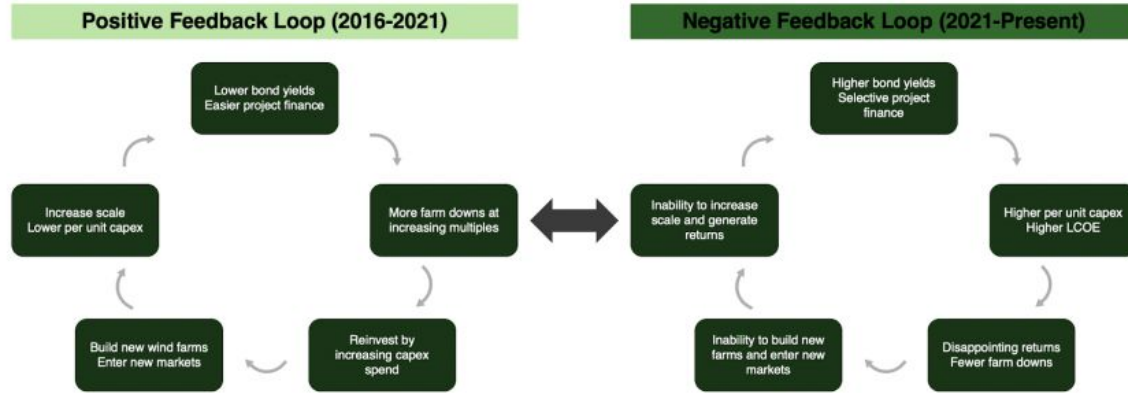 Positive Feedback Loop (2016-2021)
Lower bond yields
Easier project finance
More farm downs at
increasing multiples
Reinvest by
increasing capex
spend
Build new wind farms
Enter new markets
Increase scale
Lower per unit capex
Negative Feedback Loop (2021-Present)
Higher bond yields
Selective project
finance
Higher per unit capex
Higher LCOE
Disappointing returns
Fewer farm downs
Inability to build new
farms and enter new
markets
Inability to increase
scale and generate
returns